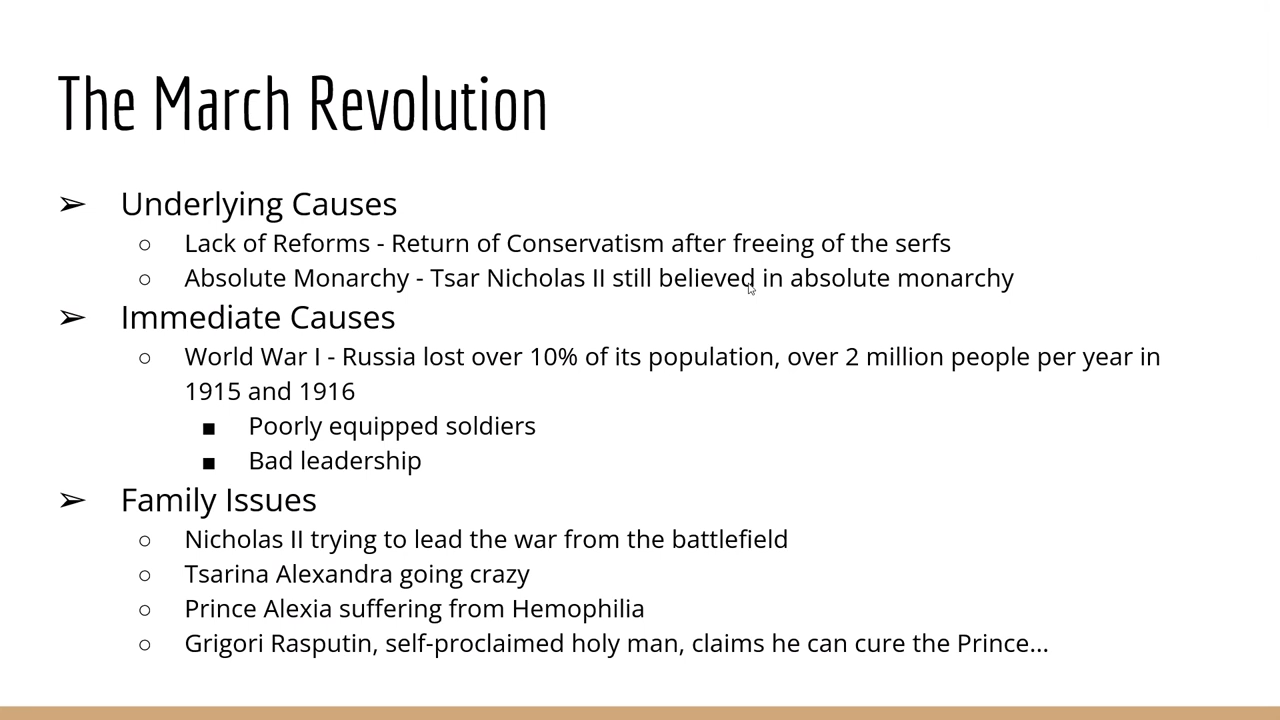 The March Revolution
➢ Underlying Causes
○ Lack of Reforms - Return of Conservatism after freeing of the serfs
○ Absolute Monarchy - Tsar Nicholas II still believed in absolute monarchy
➢ Immediate Causes
○ World War I - Russia lost over 10% of its population, over 2 million people per year in
1915 and 1916
■ Poorly equipped soldiers
■ Bad leadership
➢ Family Issues
○ Nicholas II trying to lead the war from the battlefield
○ Tsarina Alexandra going crazy
○ Prince Alexia suffering from Hemophilia
○ Grigori Rasputin, self-proclaimed holy man, claims he can cure the Prince...